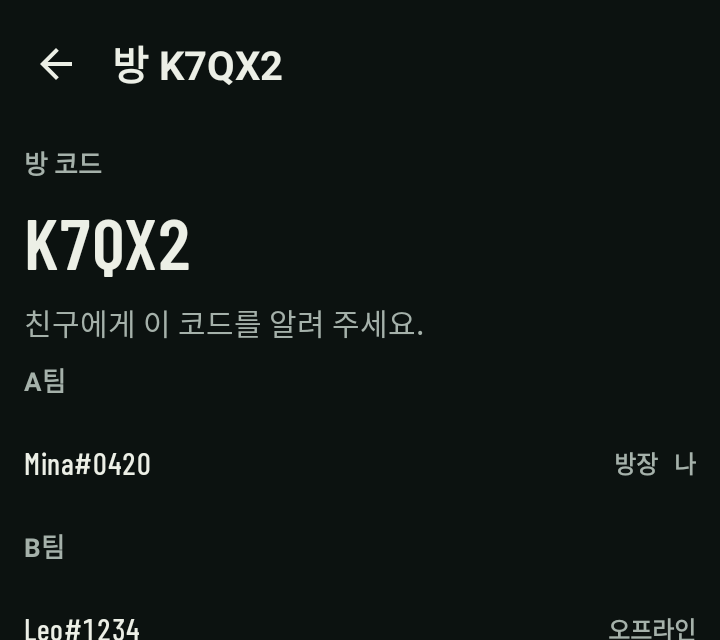 방 K7QX2
방 코드
K7QX2
친구에게 이 코드를 알려 주세요.
A팀
Mina#0420 방장 나
B팀
Leo#1234 오프라인